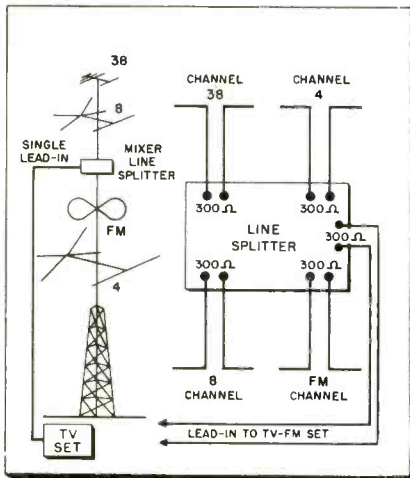 38
8
SINGLE
LEAD-IN
MIXER
LINE
SPLITTER
FM
4
TV
SET
CHANNEL
38
CHANNEL
4
300Ω
300Ω
300Ω
LINE
SPLITTER
300Ω
300Ω
8
CHANNEL
FM
CHANNEL
LEAD-IN TO TV-FM SET